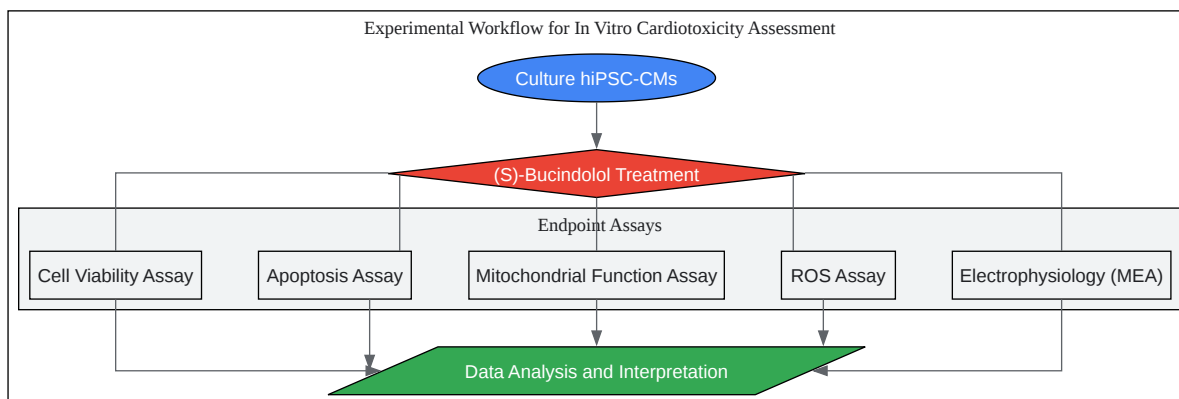 Experimental Workflow for In Vitro Cardiotoxicity Assessment
Culture hiPSC-CMs
(S)-Bucindolol Treatment
Endpoint Assays
Cell Viability Assay
Apoptosis Assay
Mitochondrial Function Assay
ROS Assay
Electrophysiology (MEA)
Data Analysis and Interpretation